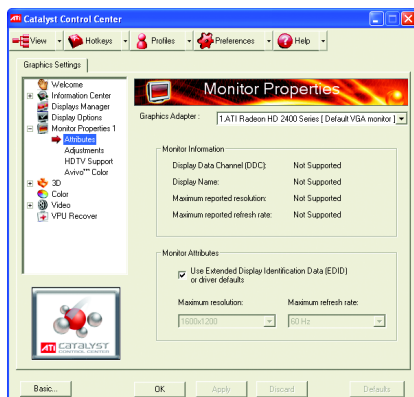 ATI Catalyst Control Center
View Hotkeys Profiles Preferences Help
Graphics Settings
Welcome
Information Center
Displays Manager
Display Options
Monitor Properties 1
Attributes
Adjustments
HDTV Support
Avivo™ Color
3D
Color
Video
VPU Recover
ATI CATALYST
CONTROL CENTER
Monitor Properties
Graphics Adapter : 1.ATI Radeon HD 2400 Series [ Default VGA monitor ]
Monitor Information
Display Data Channel (DDC): Not Supported
Display Name: Not Supported
Maximum reported resolution: Not Supported
Maximum reported refresh rate: Not Supported
Monitor Attributes
Use Extended Display Identification Data (EDID)
or driver defaults
Maximum resolution: Maximum refresh rate:
1600x1200 60 Hz
Basic... OK Apply Discard Defaults